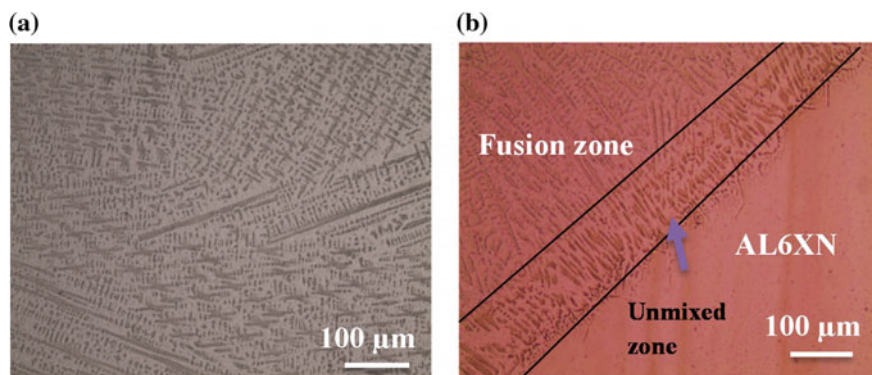 (a)
100 µm
(b)
Fusion zone
AL6XN
Unmixed
zone
100 µm